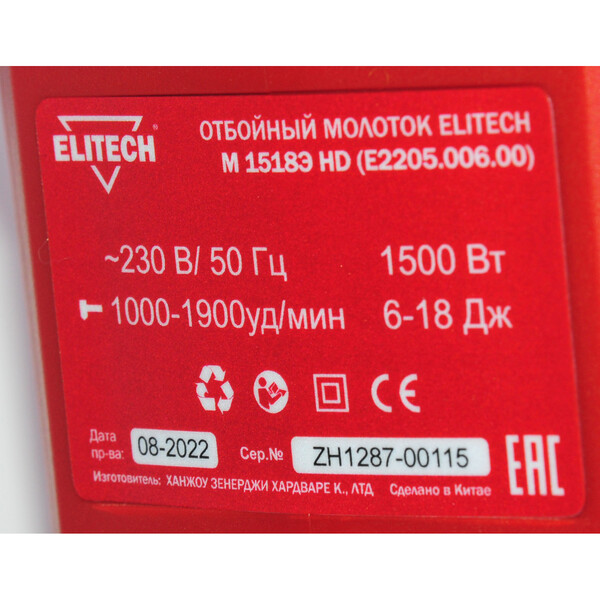 ELITECH®
ОТБОЙНЫЙ МОЛОТОК ELITECH
М 1518Э HD (E2205.006.00)
~230 В/ 50 Гц 1500 Вт
1000-1900уд/мин 6-18 Дж
CE
Дата
пр-ва: 08-2022 Сер.№ ZH1287-00115
Изготовитель: ХАНЖОУ ЗЕНЕРДЖИ ХАРДВАРЕ К., ЛТД Сделано в Китае
EAC